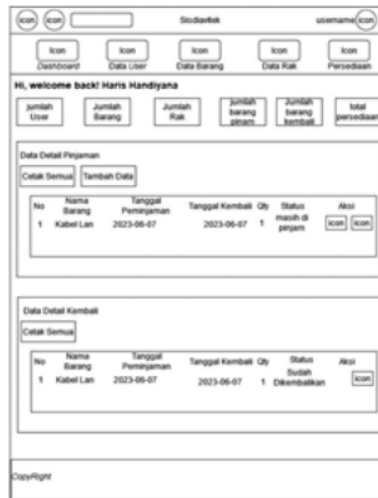 icon icon Sisdiavitek username icon
Icon Icon Icon Icon Icon
Dashboard Data User Data Barang Data Rak Persediaan
Hi, welcome back! Haris Handiyana
jumlah User
Jumlah Barang
Jumlah Rak
jumlah barang pinam
Jumlah barang kembali
total persediaan
Data Detail Pinjaman
Cetak Semua Tambah Data
No Nama Barang Tanggal Peminjaman Tanggal Kembali Qty Status Aksi
1 Kabel Lan 2023-06-07 2023-06-07 1 masih di pinjam icon icon
Data Detail Kembali
Cetak Semua
No Nama Barang Tanggal Peminjaman Tanggal Kembali Qty Status Aksi
1 Kabel Lan 2023-06-07 2023-06-07 1 Sudah Dikembalikan icon
CopyRight